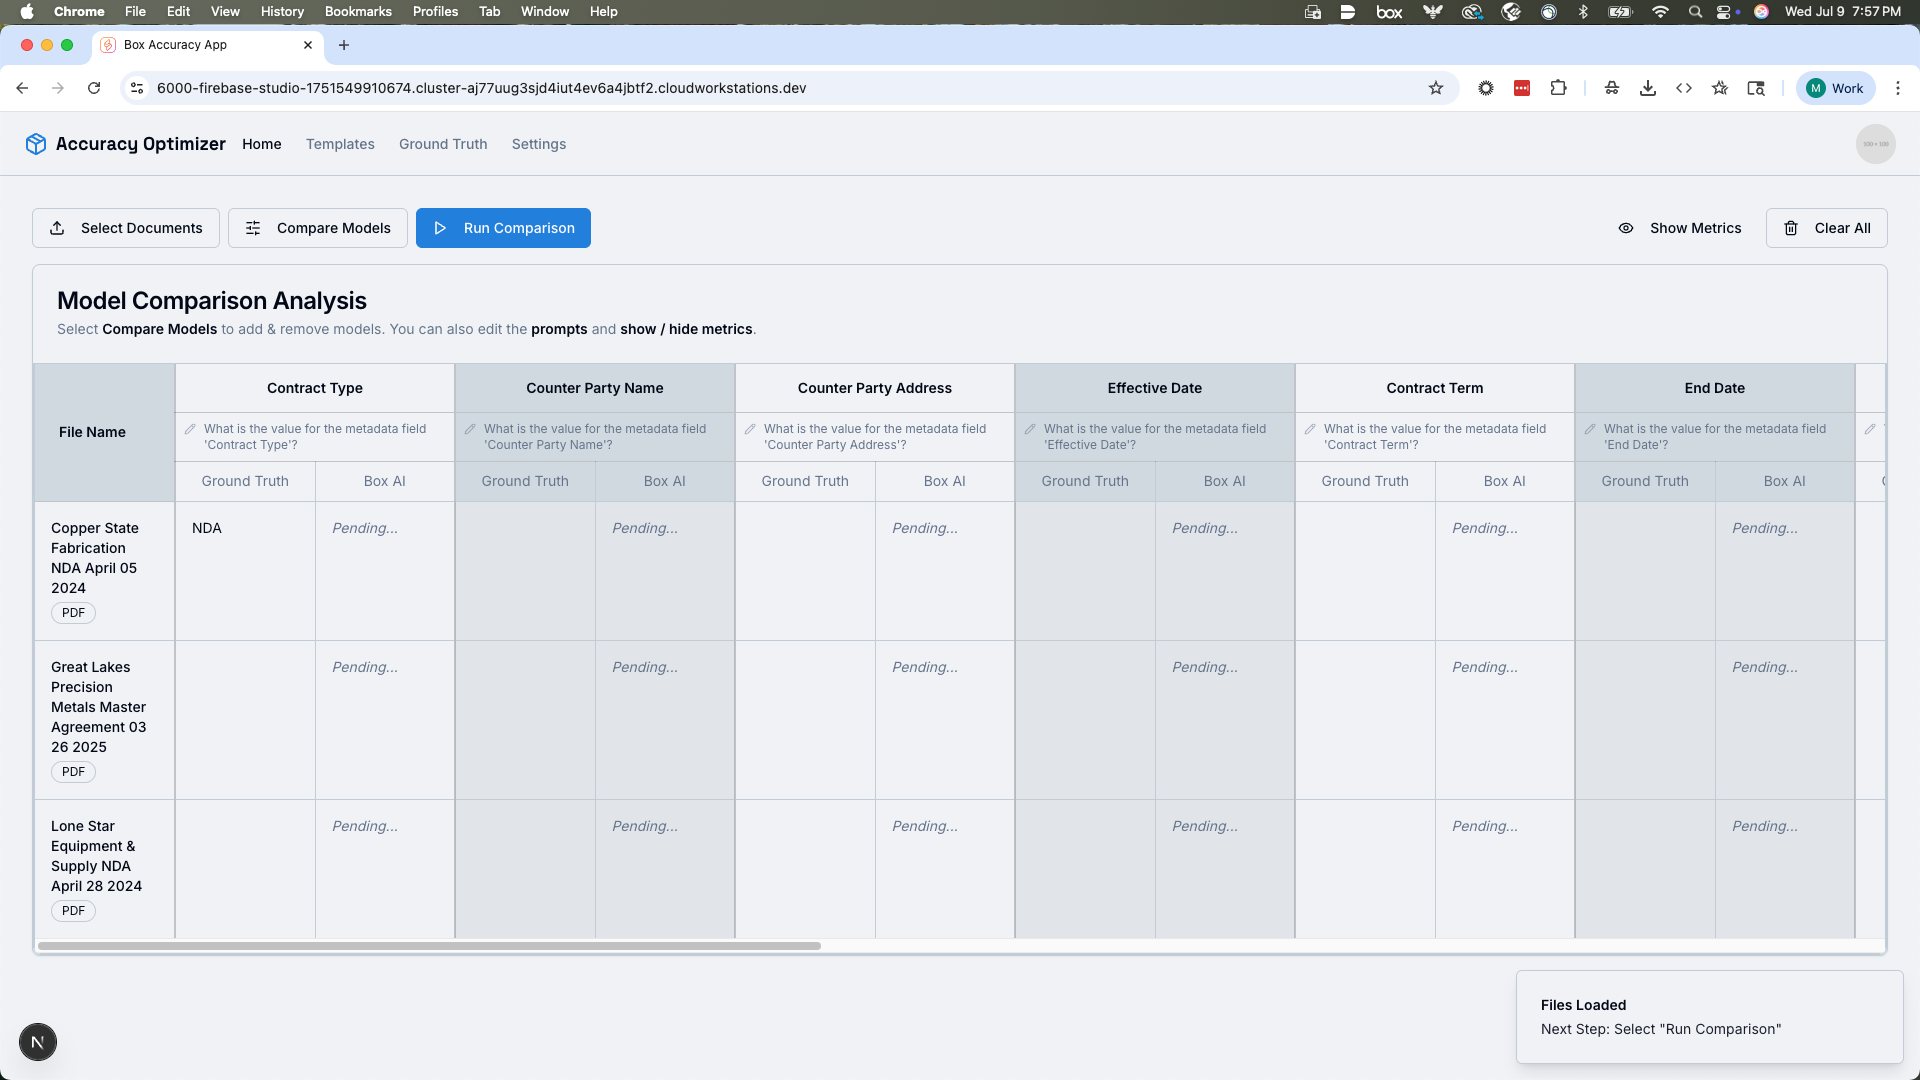 Chrome File Edit View History Bookmarks Profiles Tab Window Help
box
Wed Jul 9 7:57 PM
Box Accuracy App
6000-firebase-studio-1751549910674.cluster-aj77uug3sjd4iut4ev6a4jbtf2.cloudworkstations.dev
M Work
Accuracy Optimizer Home Templates Ground Truth Settings
100 × 100
Select Documents Compare Models Run Comparison Show Metrics Clear All
Model Comparison Analysis
Select Compare Models to add & remove models. You can also edit the prompts and show / hide metrics.
File Name
Contract Type Counter Party Name Counter Party Address Effective Date Contract Term End Date
What is the value for the metadata field 'Contract Type'?
What is the value for the metadata field 'Counter Party Name'?
What is the value for the metadata field 'Counter Party Address'?
What is the value for the metadata field 'Effective Date'?
What is the value for the metadata field 'Contract Term'?
What is the value for the metadata field 'End Date'?
Ground Truth Box AI Ground Truth Box AI Ground Truth Box AI Ground Truth Box AI Ground Truth Box AI Ground Truth Box AI
Copper State
Fabrication
NDA April 05
2024
PDF
NDA Pending... Pending... Pending... Pending... Pending... Pending...
Great Lakes
Precision
Metals Master
Agreement 03
26 2025
PDF
Pending... Pending... Pending... Pending... Pending... Pending...
Lone Star
Equipment &
Supply NDA
April 28 2024
PDF
Pending... Pending... Pending... Pending... Pending... Pending...
Files Loaded
Next Step: Select "Run Comparison"
N